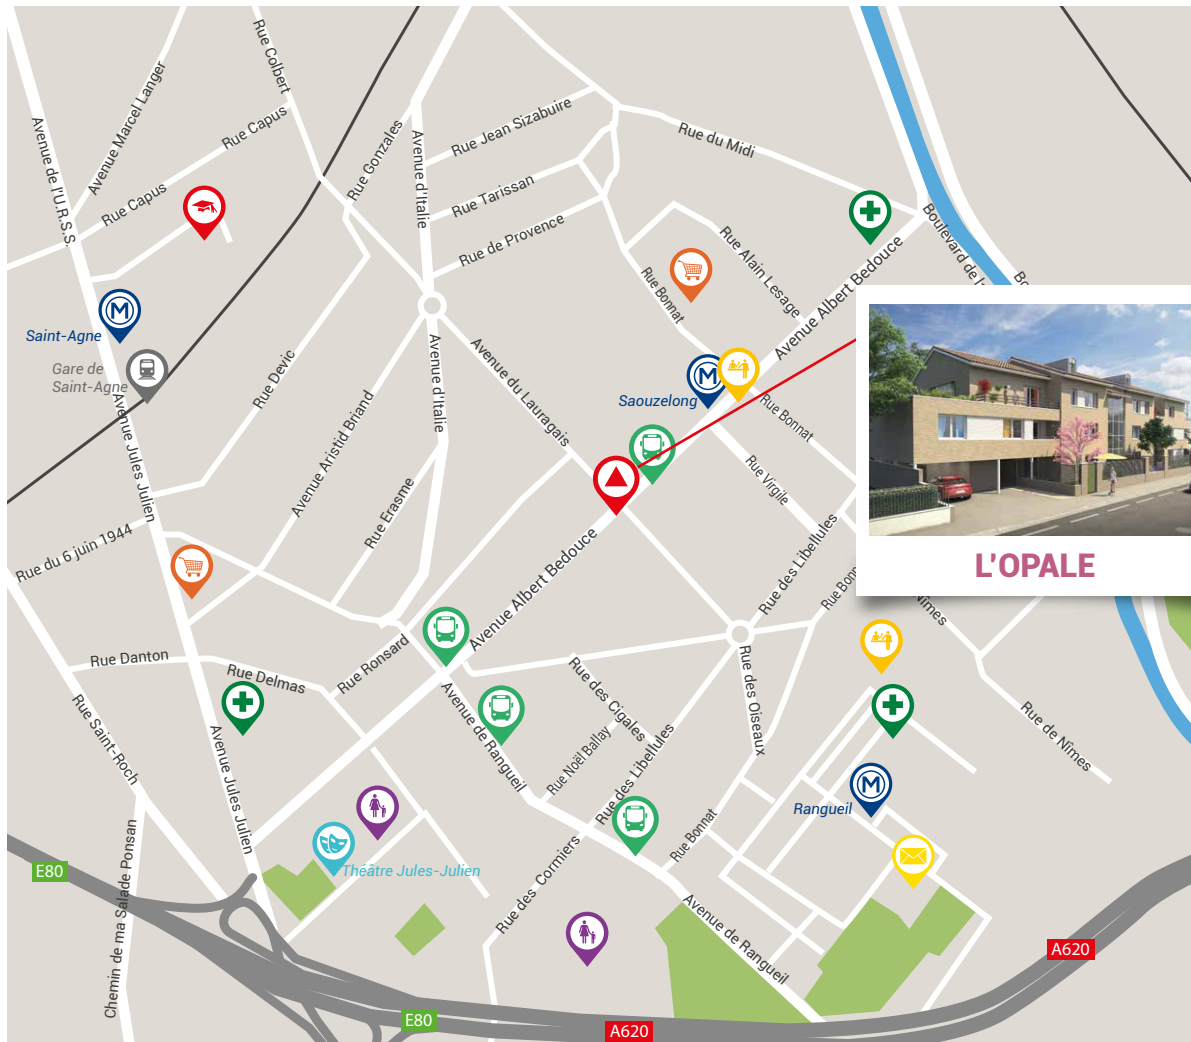 Rue Colbert
Avenue Marcel Langer
Avenue de l'U.R.S.S.
Rue Capus
Rue Capus
Rue Gonzales
Avenue d'Italie
Rue Jean Sizabuire
Rue Tarissan
Rue de Provence
Rue du Midi
Rue Alain Lesage
Rue Bonnat
Avenue Albert Bedouce
Boulevard de l'
Bo
M
Saint-Agne
Gare de
Saint-Agne
Rue Devic
Avenue Aristid Briand
Avenue d'Italie
Avenue du Lauragais
M
Saouzelong
Rue Bonnat
Rue Virgile
Avenue Jules Julien
Rue Erasme
Rue du 6 juin 1944
Avenue Albert Bedouce
Rue des Libellules
Rue Bonn
L'OPALE
Nîmes
Rue Danton
Rue Delmas
Rue Ronsard
Rue des Cigales
Rue des Oiseaux
Rue de Nîmes
Rue Saint-Roch
Avenue Jules Julien
Avenue de Rangueil
Rue Noël Ballay
Rue des Libellules
M
Rangueil
Rue Bonnat
Théâtre Jules-Julien
Rue des Cormiers
Avenue de Rangueil
Chemin de ma Salade Ponsan
E80
E80
A620
A620